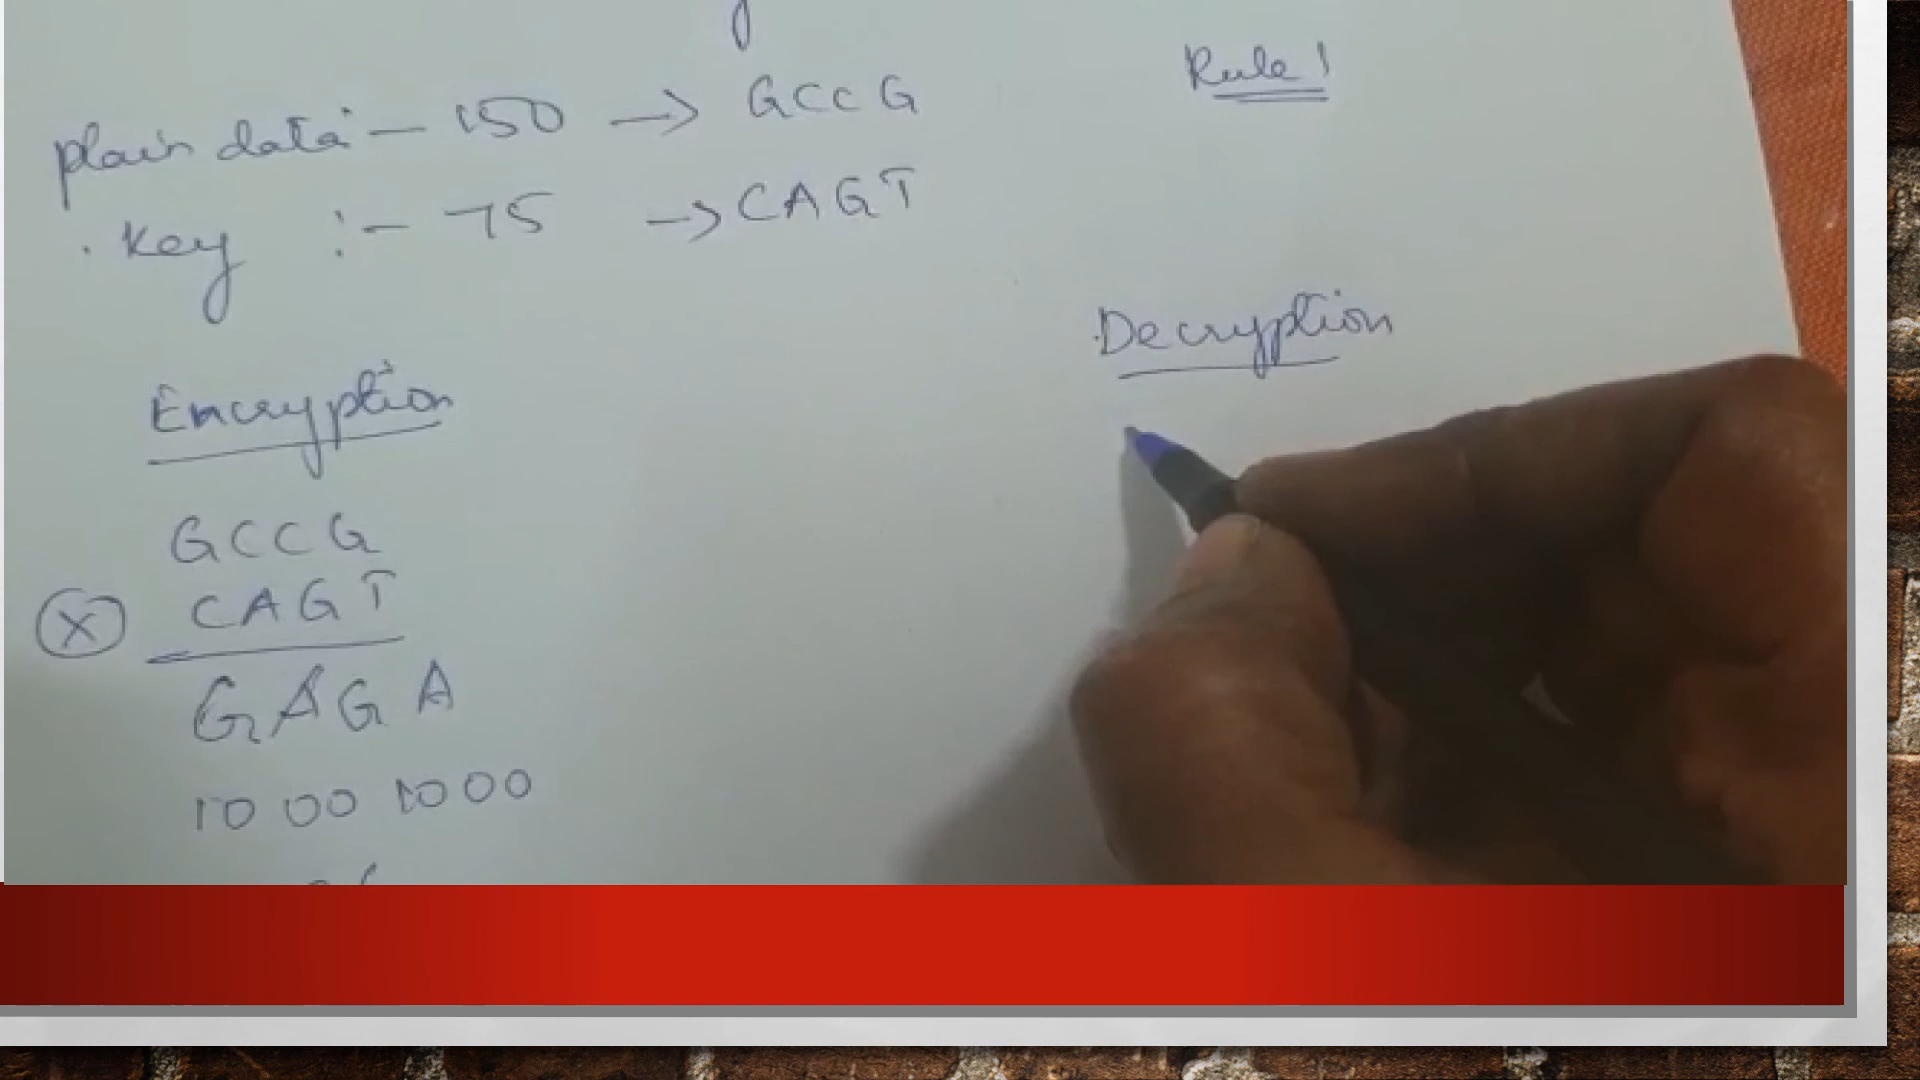 Rule 1
plain data :- 150 → GCCG
Key :- 75 → CAGT
Encryption
GCCG
ⓧ CAGT
GAGA
10 00 10 00
Decryption